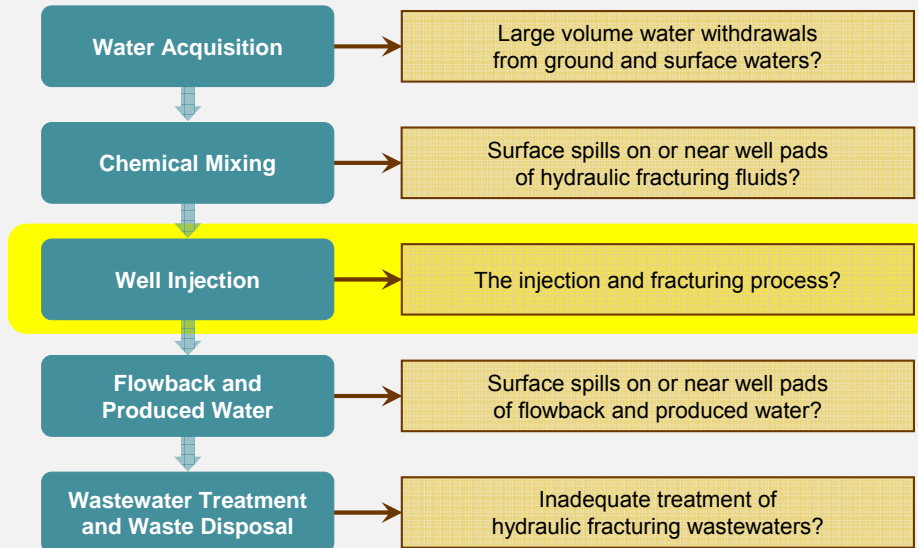 Water Acquisition
Large volume water withdrawals
from ground and surface waters?
Chemical Mixing
Surface spills on or near well pads
of hydraulic fracturing fluids?
Well Injection
The injection and fracturing process?
Flowback and
Produced Water
Surface spills on or near well pads
of flowback and produced water?
Wastewater Treatment
and Waste Disposal
Inadequate treatment of
hydraulic fracturing wastewaters?